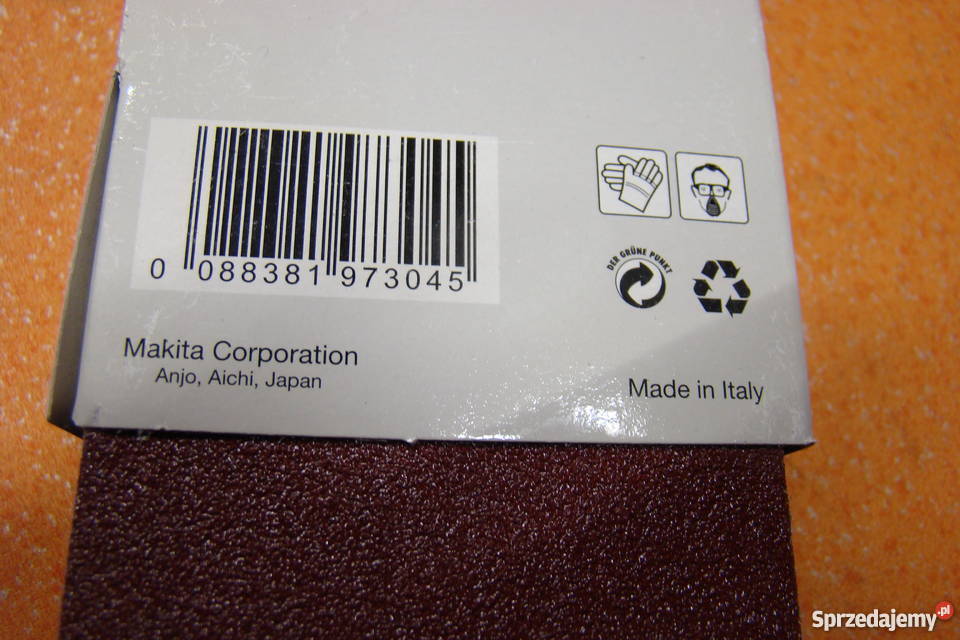 0 088381 973045
DER GRÜNE PUNKT
Makita Corporation
Anjo, Aichi, Japan
Made in Italy
Sprzedajemy.pl